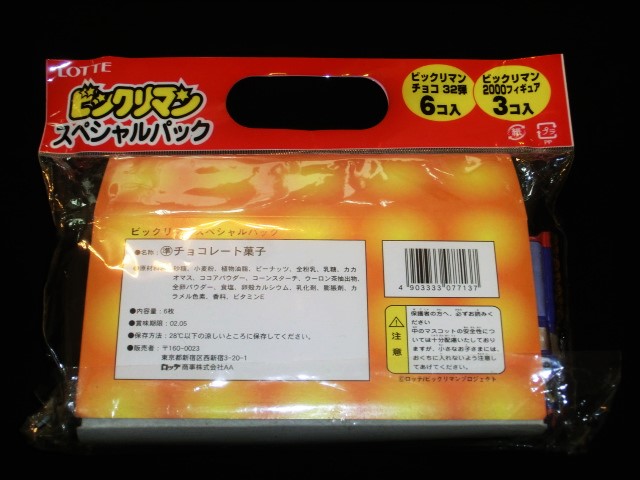 LOTTE
ビックリマン
スペシャルパック
ビックリマン
チョコ 32弾
6コ入
ビックリマン
2000フィギュア
3コ入
PP
ビックリマン スペシャルパック
●名称:準チョコレート菓子
砂糖、小麦粉、植物油脂、ピーナッツ、全粉乳、乳糖、カカ
オマス、ココアパウダー、コーンスターチ、ウーロン茶抽出物、
全卵パウダー、食塩、卵殻カルシウム、乳化剤、膨脹剤、カ
ラメル色素、香料、ビタミンE
●内容量:6枚
●賞味期限:02.05
●保存方法:28℃以下の涼しいところに保存してください。
●販売者:〒160-0023
東京都新宿区西新宿3-20-1
ロッテ商事株式会社AA
4 903333 077137
注意
保護者の方へ、必ずお読みく
ださい
中のマスコットの安全性につ
いては十分配慮いたしており
ますが、小さなお子さまには、
おくちに入れないよう注意し
てあげてください。
©ロッテ/ビックリマンプロジェクト